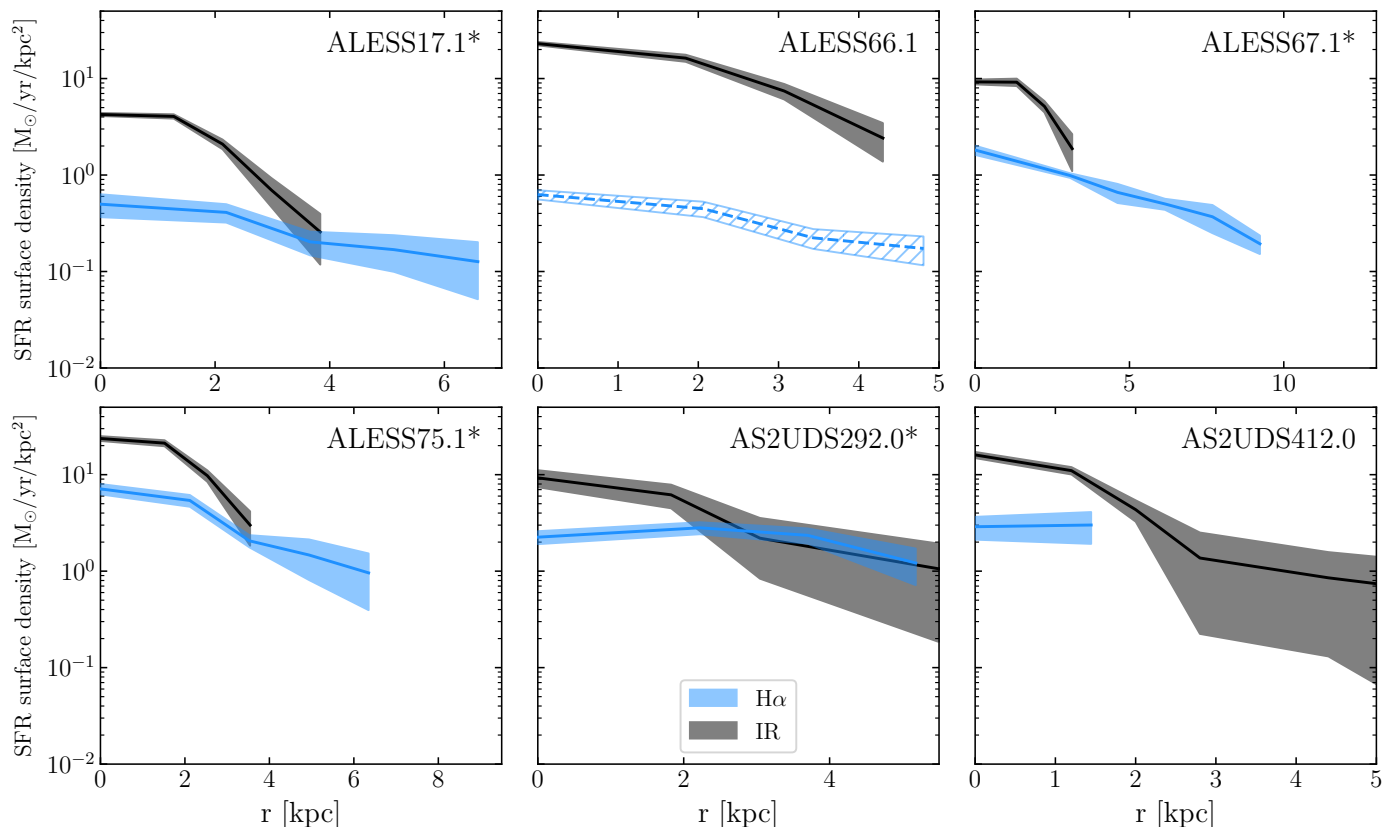 ALESS17.1*
ALESS66.1
ALESS67.1*
SFR surface density [M⊙/yr/kpc²]
10¹
10⁰
10⁻¹
10⁻²
0 2 4 6
0 1 2 3 4 5
0 5 10
ALESS75.1*
AS2UDS292.0*
AS2UDS412.0
SFR surface density [M⊙/yr/kpc²]
10¹
10⁰
10⁻¹
10⁻²
Hα
IR
0 2 4 6 8
0 2 4
0 1 2 3 4 5
r [kpc]
r [kpc]
r [kpc]